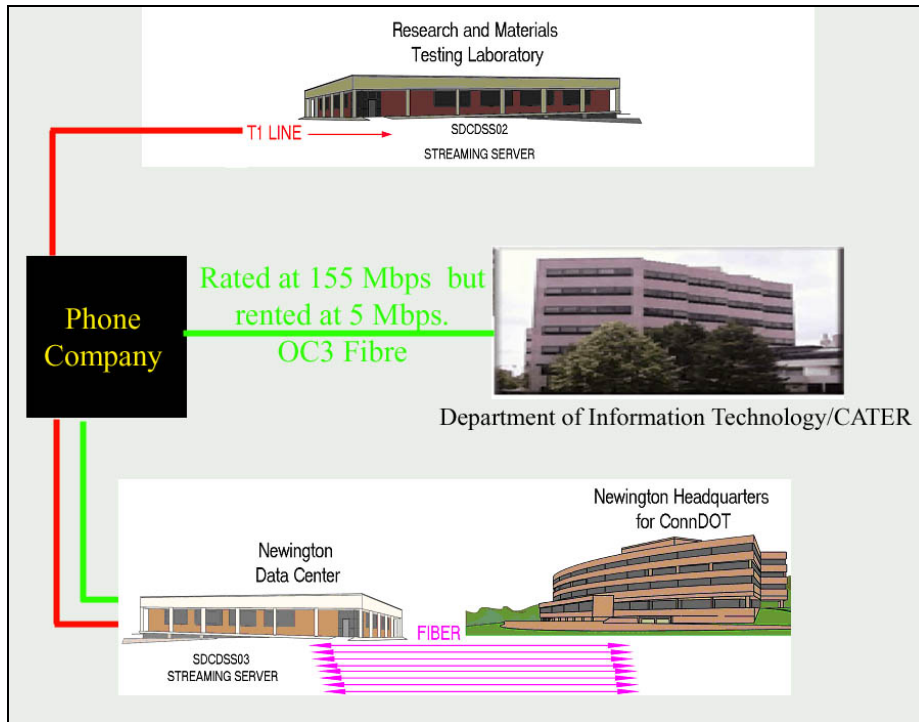 Research and Materials
Testing Laboratory
T1 LINE
SDCDSS02
STREAMING SERVER
Phone
Company
Rated at 155 Mbps but
rented at 5 Mbps.
OC3 Fibre
Department of Information Technology/CATER
Newington Headquarters
for ConnDOT
Newington
Data Center
FIBER
SDCDSS03
STREAMING SERVER